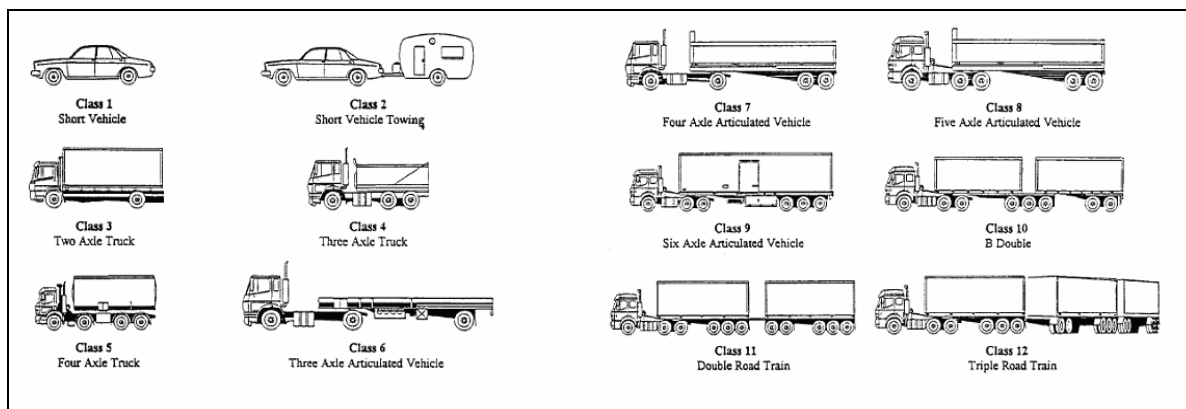 Class 1
Short Vehicle
Class 2
Short Vehicle Towing
Class 3
Two Axle Truck
Class 4
Three Axle Truck
Class 5
Four Axle Truck
Class 6
Three Axle Articulated Vehicle
Class 7
Four Axle Articulated Vehicle
Class 8
Five Axle Articulated Vehicle
Class 9
Six Axle Articulated Vehicle
Class 10
B Double
Class 11
Double Road Train
Class 12
Triple Road Train